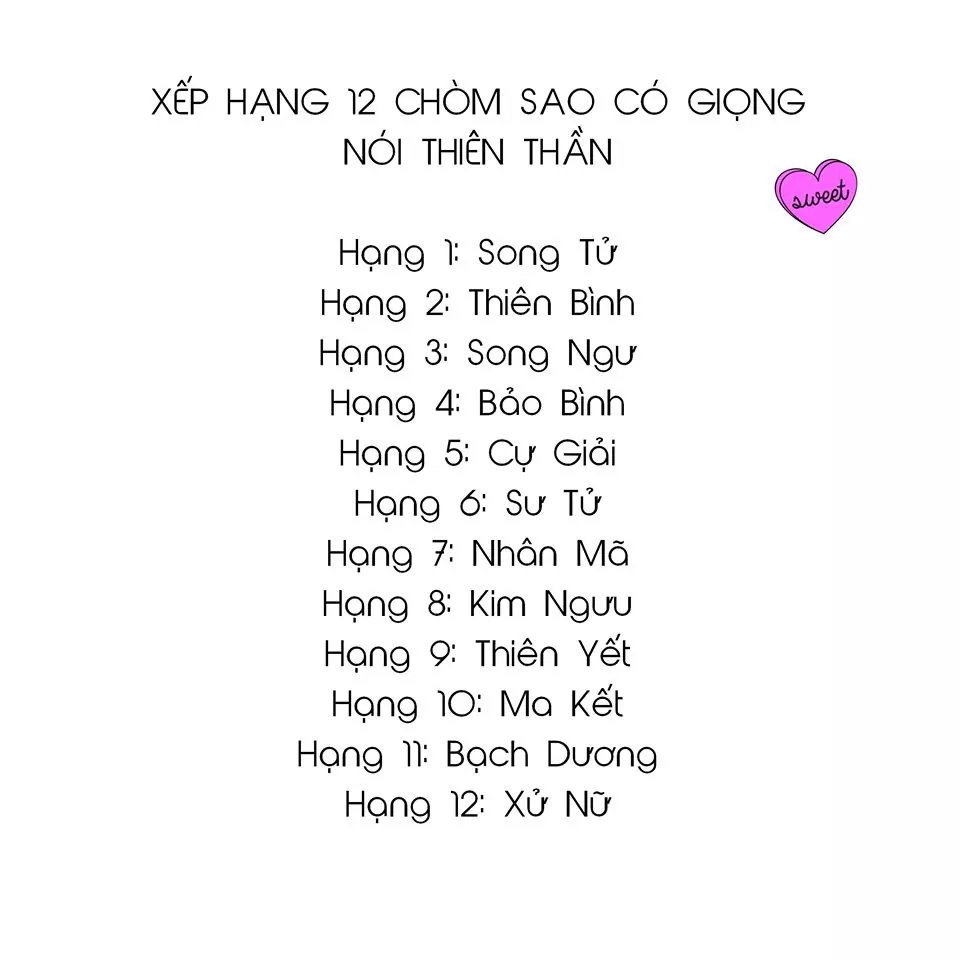 XẾP HẠNG 12 CHÒM SAO CÓ GIỌNG
NÓI THIÊN THẦN
sweet
Hạng 1: Song Tử
Hạng 2: Thiên Bình
Hạng 3: Song Ngư
Hạng 4: Bảo Bình
Hạng 5: Cự Giải
Hạng 6: Sư Tử
Hạng 7: Nhân Mã
Hạng 8: Kim Ngưu
Hạng 9: Thiên Yết
Hạng 10: Ma Kết
Hạng 11: Bạch Dương
Hạng 12: Xử Nữ